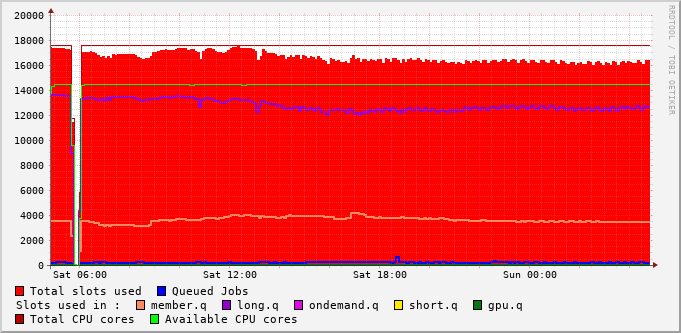 20000
18000
16000
14000
12000
10000
8000
6000
4000
2000
0
Sat 06:00 Sat 12:00 Sat 18:00 Sun 00:00
RRDTOOL / TOBI OETIKER
Total slots used Queued Jobs
Slots used in : member.q long.q ondemand.q short.q gpu.q
Total CPU cores Available CPU cores